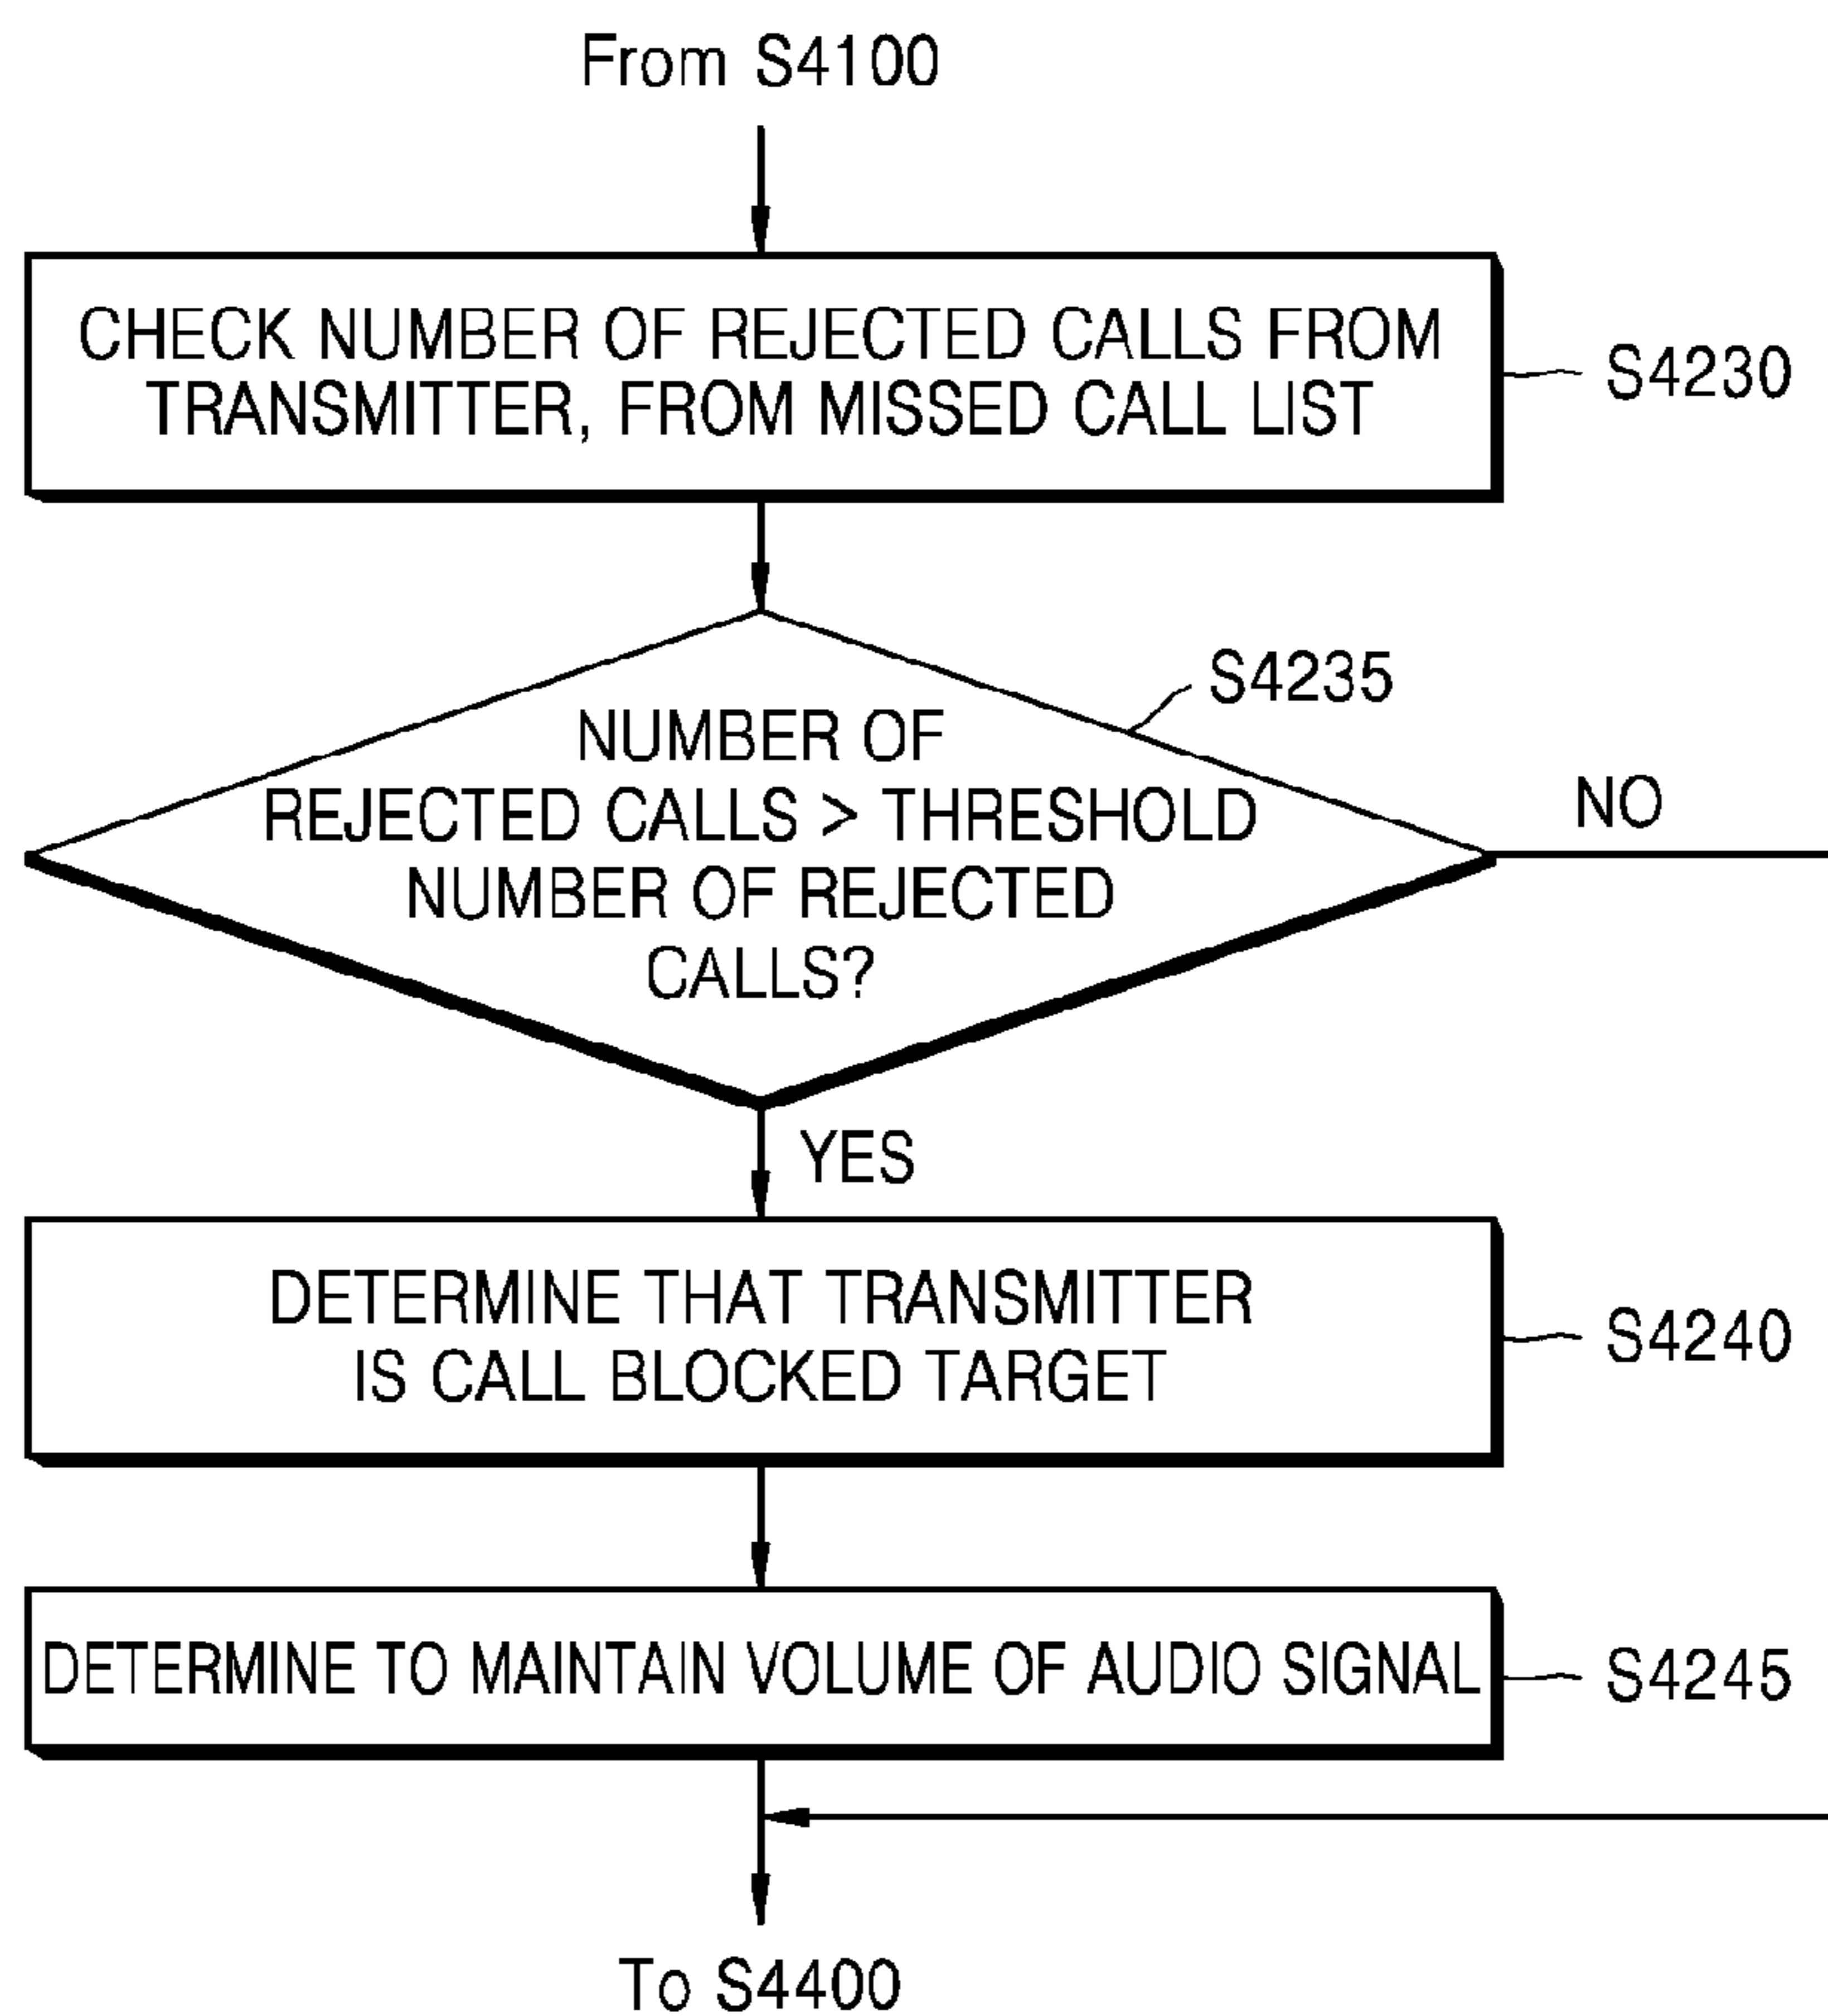 From S4100
CHECK NUMBER OF REJECTED CALLS FROM
TRANSMITTER, FROM MISSED CALL LIST
S4230
S4235
NUMBER OF
REJECTED CALLS > THRESHOLD
NUMBER OF REJECTED
CALLS?
NO
YES
DETERMINE THAT TRANSMITTER
IS CALL BLOCKED TARGET
S4240
DETERMINE TO MAINTAIN VOLUME OF AUDIO SIGNAL
S4245
To S4400